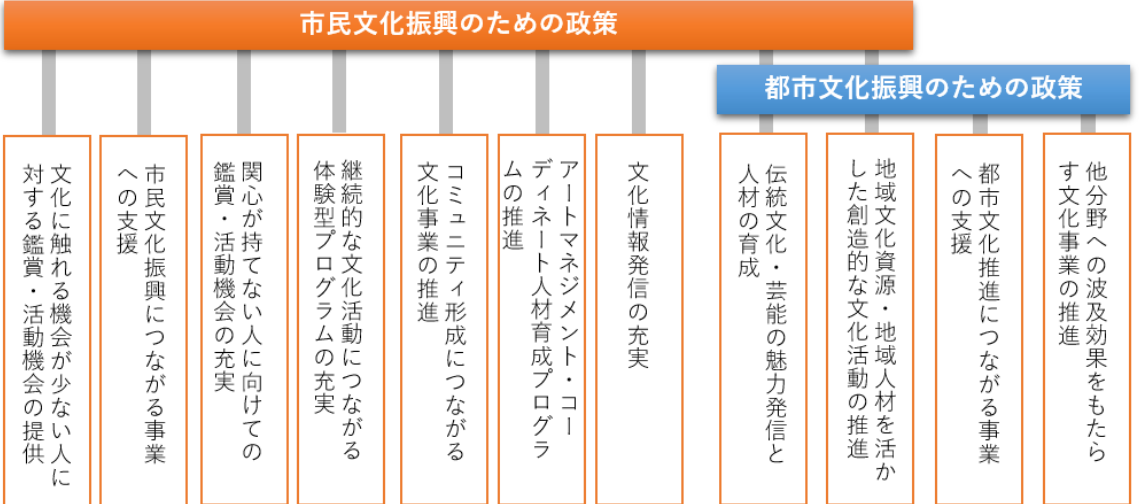 市民文化振興のための政策
都市文化振興のための政策
文化に触れる機会が少ない人に
対する鑑賞・活動機会の提供
市民文化振興につながる事業
への支援
関心が持てない人に向けての
鑑賞・活動機会の充実
継続的な文化活動につながる
体験型プログラムの充実
コミュニティ形成につながる
文化事業の推進
アートマネジメント・コー
ディネート人材育成プログラ
ムの推進
文化情報発信の充実
伝統文化・芸能の魅力発信と
人材の育成
地域文化資源・地域人材を活か
した創造的な文化活動の推進
都市文化推進につながる事業
への支援
他分野への波及効果をもたら
す文化事業の推進